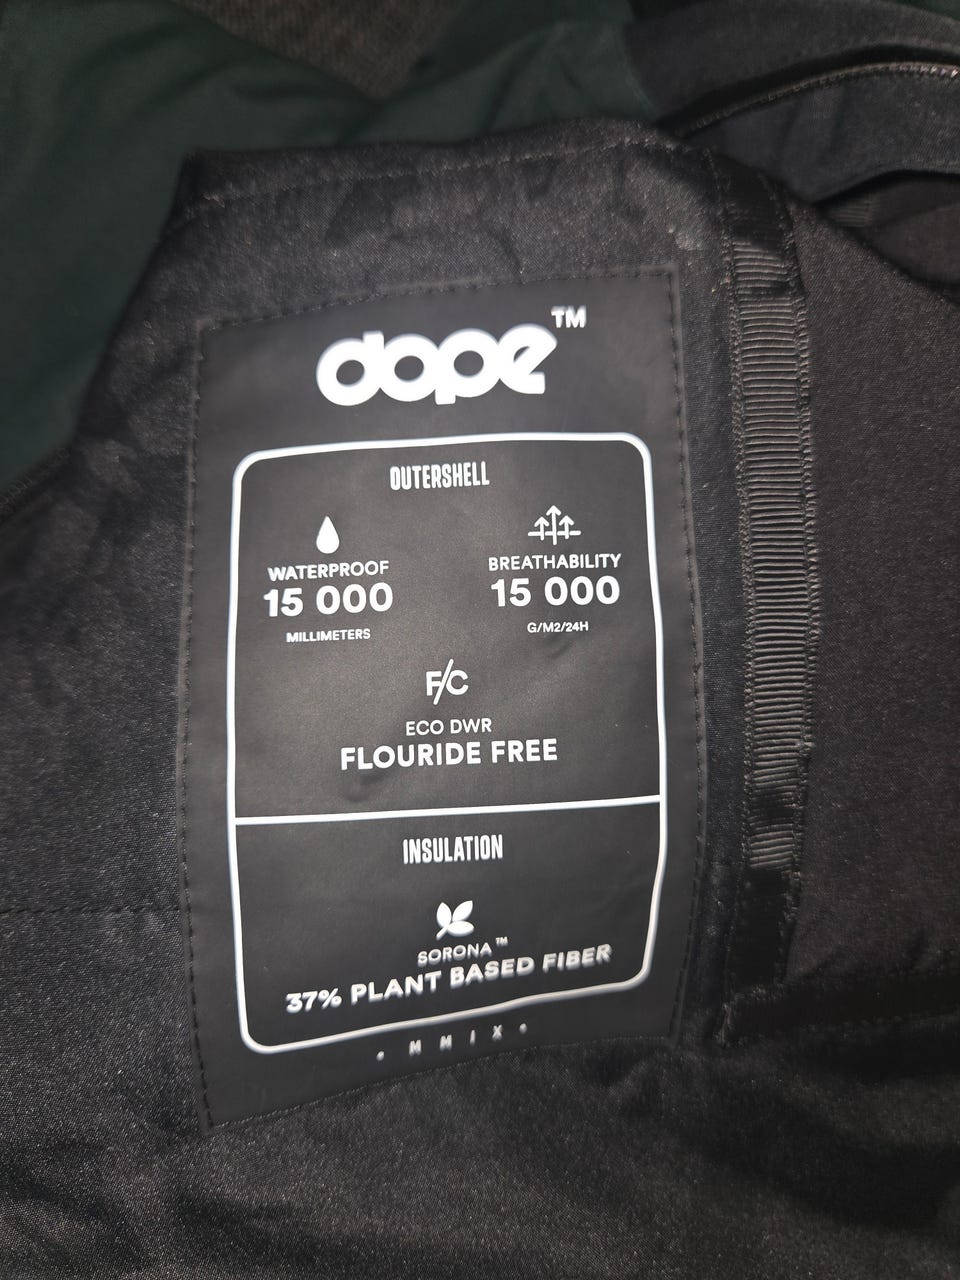 dope™
OUTERSHELL
WATERPROOF
15 000
MILLIMETERS
BREATHABILITY
15 000
G/M2/24H
F/C
ECO DWR
FLOURIDE FREE
INSULATION
SORONA™
37% PLANT BASED FIBER
• M M I X •